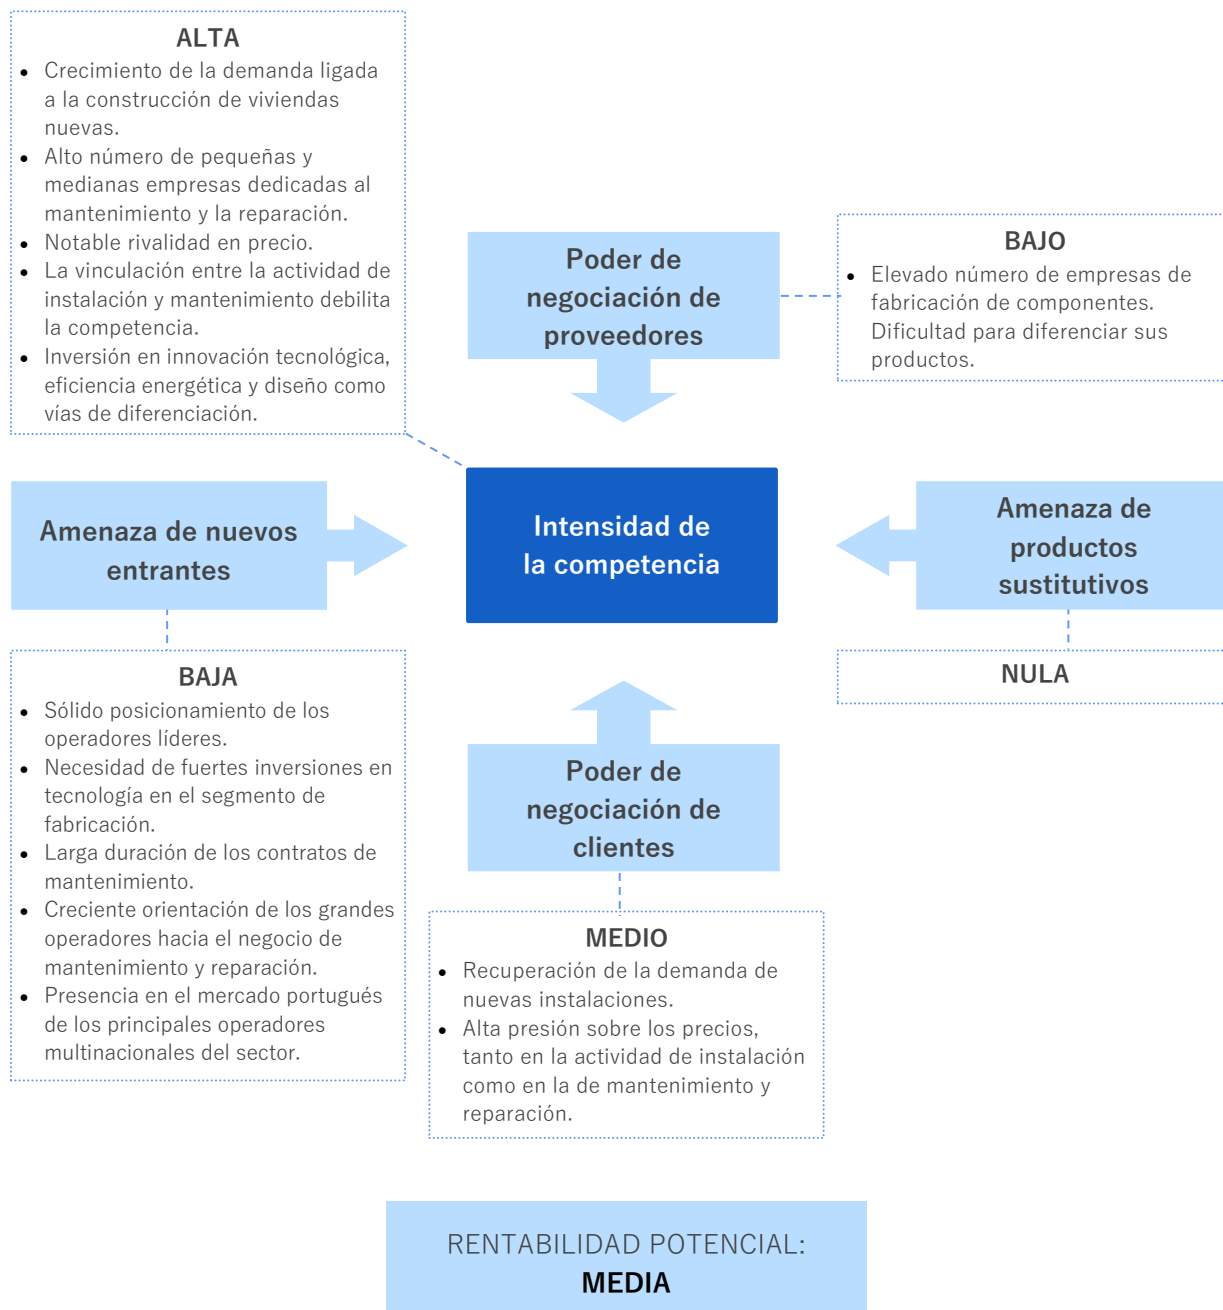 ALTA
• Crecimiento de la demanda ligada
a la construcción de viviendas
nuevas.
• Alto número de pequeñas y
medianas empresas dedicadas al
mantenimiento y la reparación.
• Notable rivalidad en precio.
• La vinculación entre la actividad de
instalación y mantenimiento debilita
la competencia.
• Inversión en innovación tecnológica,
eficiencia energética y diseño como
vías de diferenciación.
Poder de
negociación de
proveedores
BAJO
• Elevado número de empresas de
fabricación de componentes.
Dificultad para diferenciar sus
productos.
Amenaza de nuevos
entrantes
Intensidad de
la competencia
Amenaza de
productos
sustitutivos
BAJA
• Sólido posicionamiento de los
operadores líderes.
• Necesidad de fuertes inversiones en
tecnología en el segmento de
fabricación.
• Larga duración de los contratos de
mantenimiento.
• Creciente orientación de los grandes
operadores hacia el negocio de
mantenimiento y reparación.
• Presencia en el mercado portugués
de los principales operadores
multinacionales del sector.
NULA
Poder de
negociación de
clientes
MEDIO
• Recuperación de la demanda de
nuevas instalaciones.
• Alta presión sobre los precios,
tanto en la actividad de instalación
como en la de mantenimiento y
reparación.
RENTABILIDAD POTENCIAL:
MEDIA